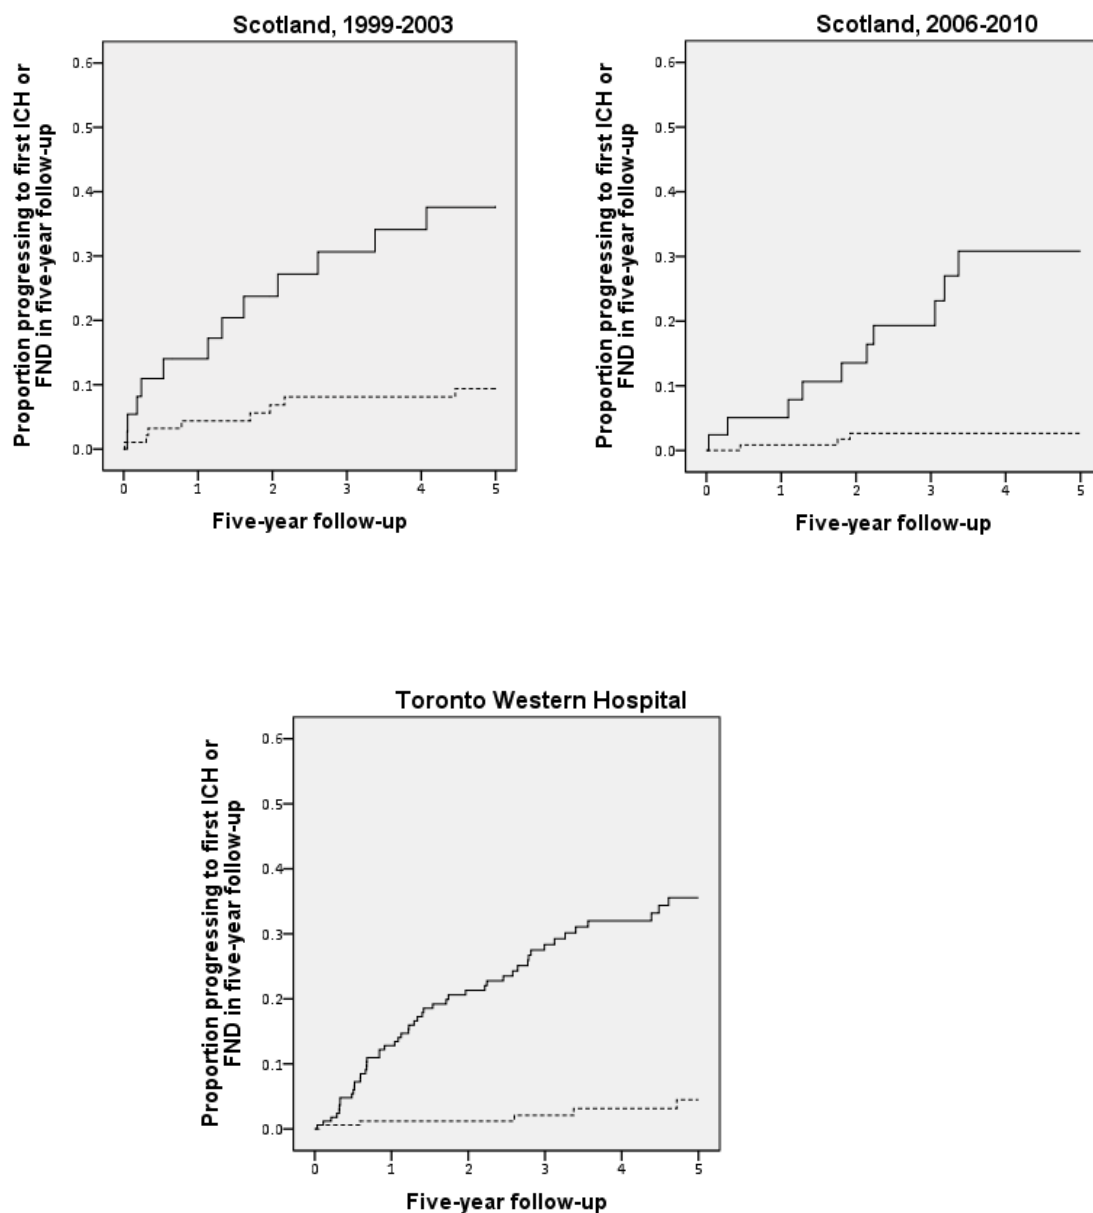 Scotland, 1999-2003
Proportion progressing to first ICH or
FND in five-year follow-up
0.6
0.5
0.4
0.3
0.2
0.1
0.0
0 1 2 3 4 5
Five-year follow-up
Scotland, 2006-2010
Proportion progressing to first ICH or
FND in five-year follow-up
0.6
0.5
0.4
0.3
0.2
0.1
0.0
0 1 2 3 4 5
Five-year follow-up
Toronto Western Hospital
Proportion progressing to first ICH or
FND in five-year follow-up
0.6
0.5
0.4
0.3
0.2
0.1
0.0
0 1 2 3 4 5
Five-year follow-up